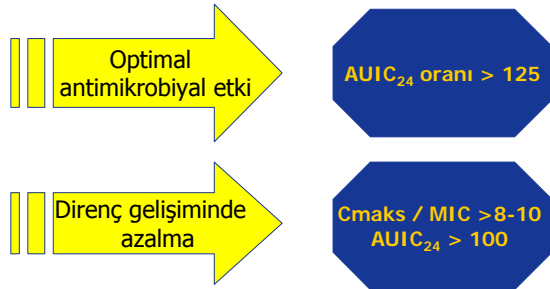 Optimal
antimikrobiyal etki
AUIC₂₄ oranı > 125
Direnç gelişiminde
azalma
Cmaks / MIC >8-10
AUIC₂₄ > 100